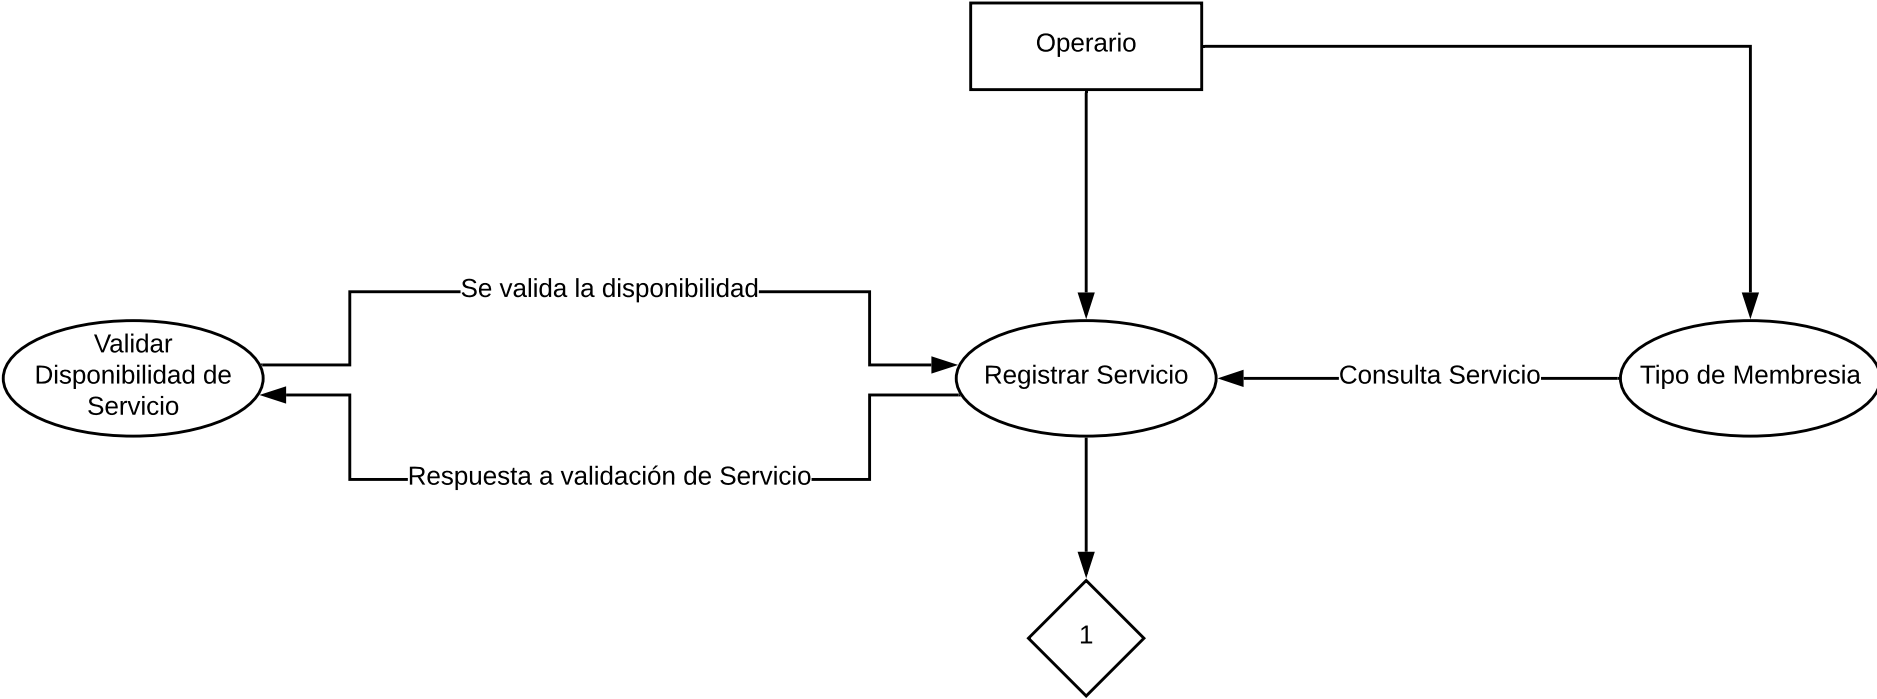 Operario
Se valida la disponibilidad
Validar
Disponibilidad de
Servicio
Registrar Servicio
Consulta Servicio
Tipo de Membresia
Respuesta a validación de Servicio
1